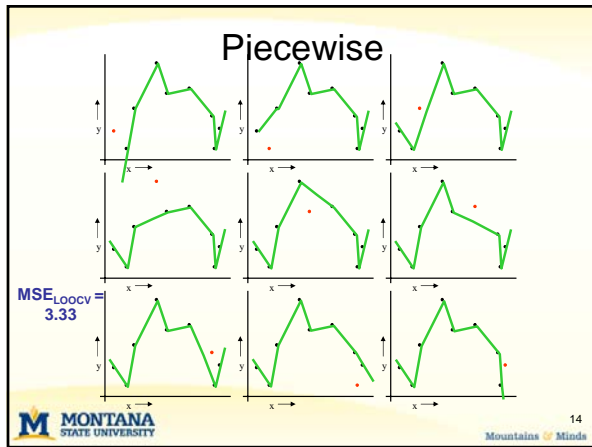 Piecewise
y
x
y
x
y
x
y
x
y
x
y
x
MSE_LOOCV =
3.33
y
x
y
x
y
x
M MONTANA
STATE UNIVERSITY
14
Mountains & Minds